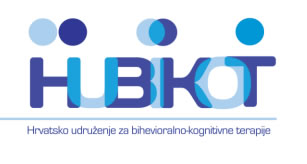 HUBIKOT
Hrvatsko udruženje za bihevioralno-kognitivne terapije